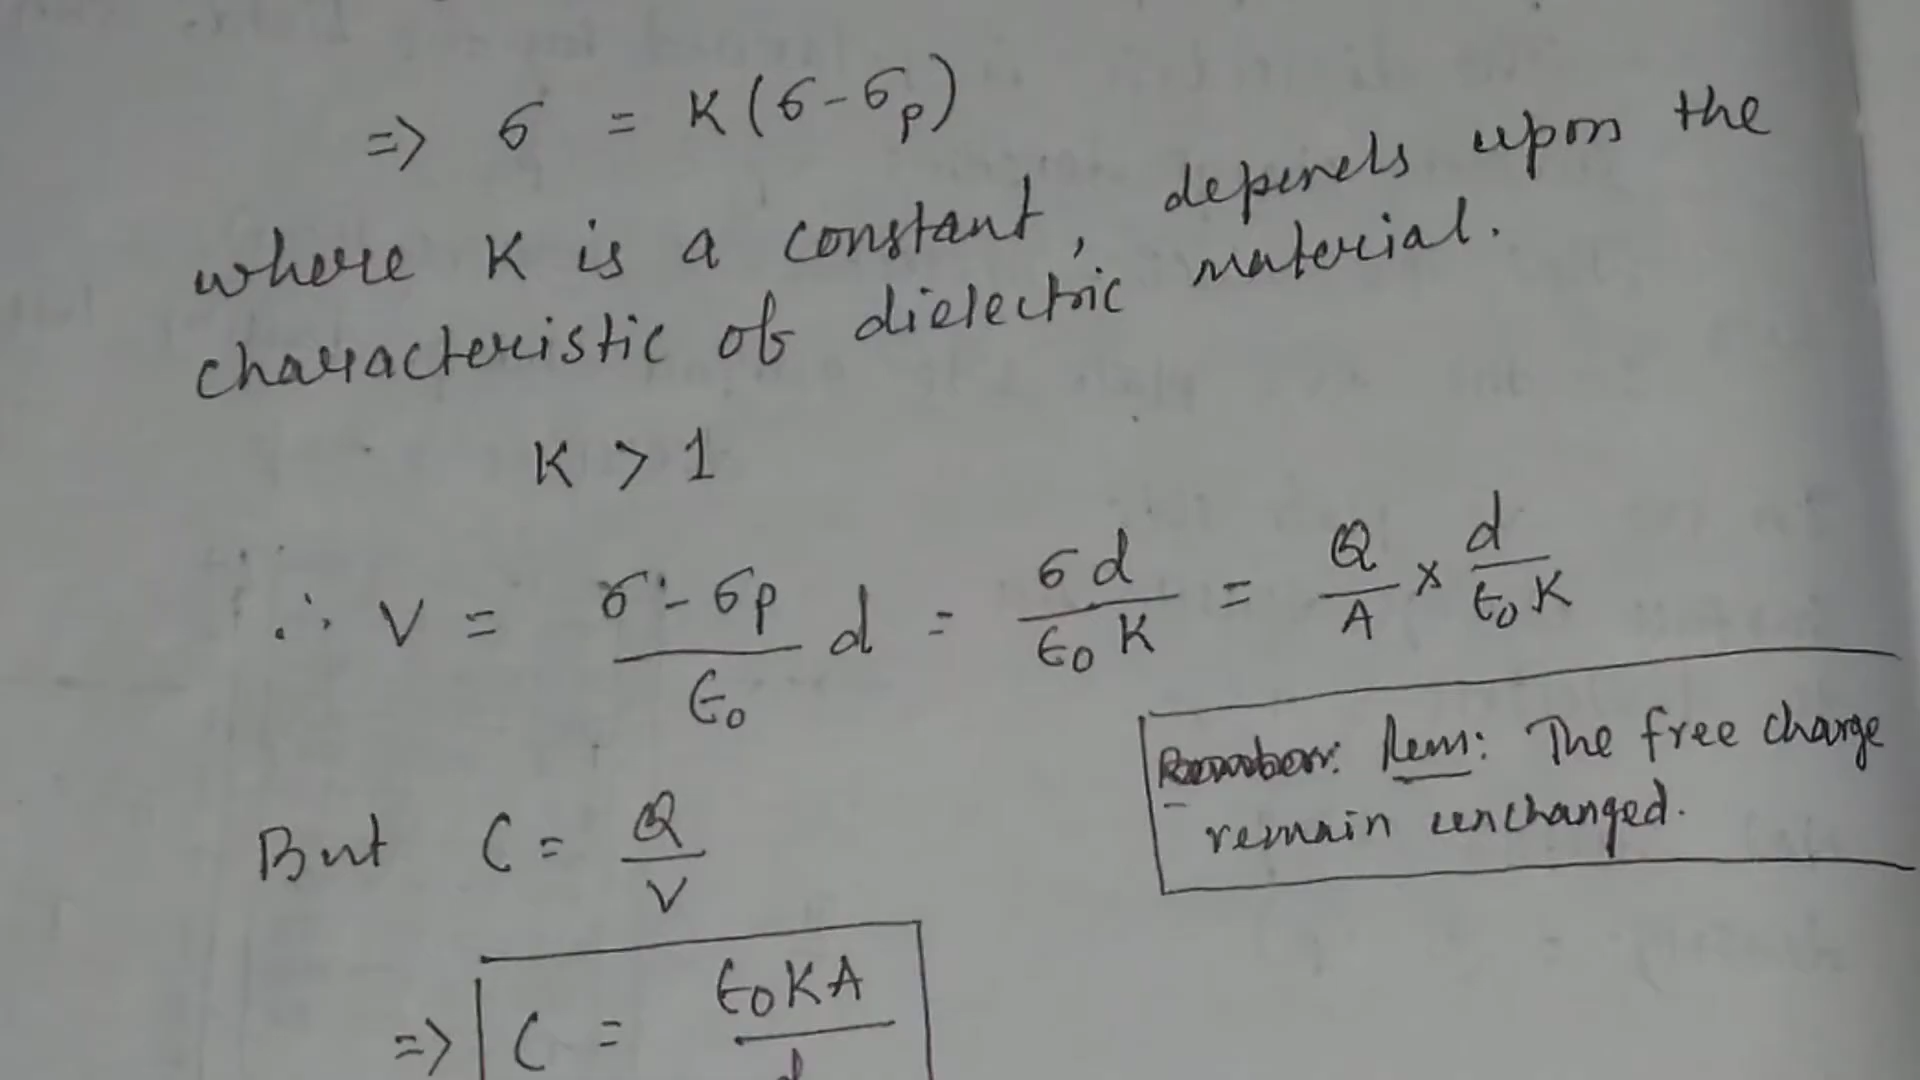 => σ = K(σ-σp)
where K is a constant, depends upon the
characteristic of dielectric material.
K > 1
∴ V = (σ-σp)/ϵ0 d = σd/ϵ0K = Q/A × d/ϵ0K
Remember: Rem: The free charge
remain unchanged.
But C = Q/V
=> C = ϵ0KA/d